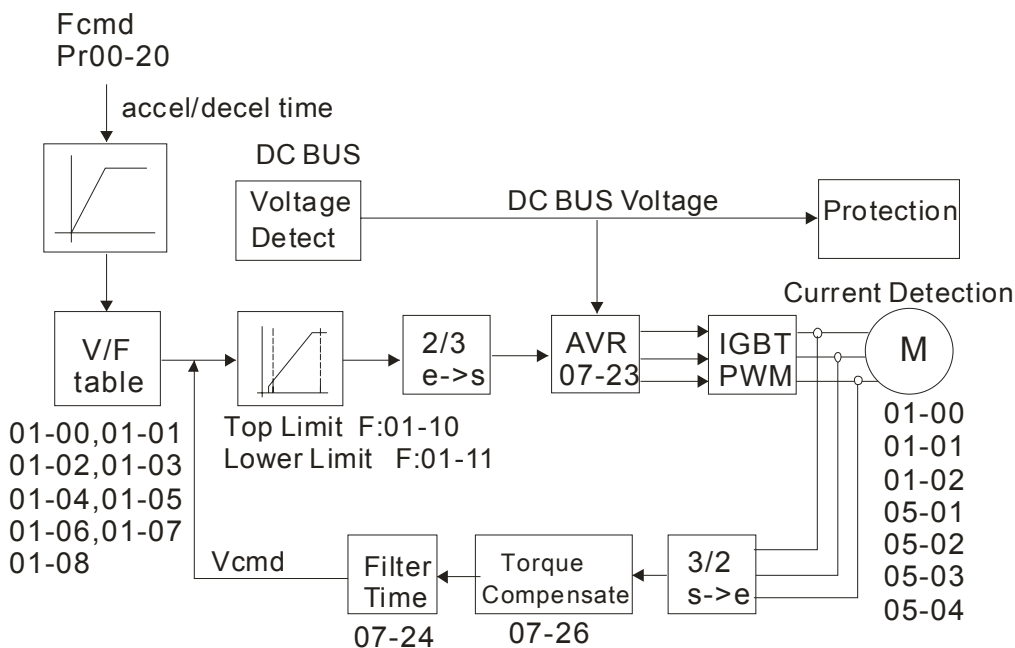 Fcmd
Pr00-20
accel/decel time
DC BUS
Voltage
Detect
DC BUS Voltage
Protection
Current Detection
V/F
table
2/3
e->s
AVR
07-23
IGBT
PWM
M
01-00,01-01
01-02,01-03
01-04,01-05
01-06,01-07
01-08
Top Limit F:01-10
Lower Limit F:01-11
01-00
01-01
01-02
05-01
05-02
05-03
05-04
Vcmd
Filter
Time
07-24
Torque
Compensate
07-26
3/2
s->e